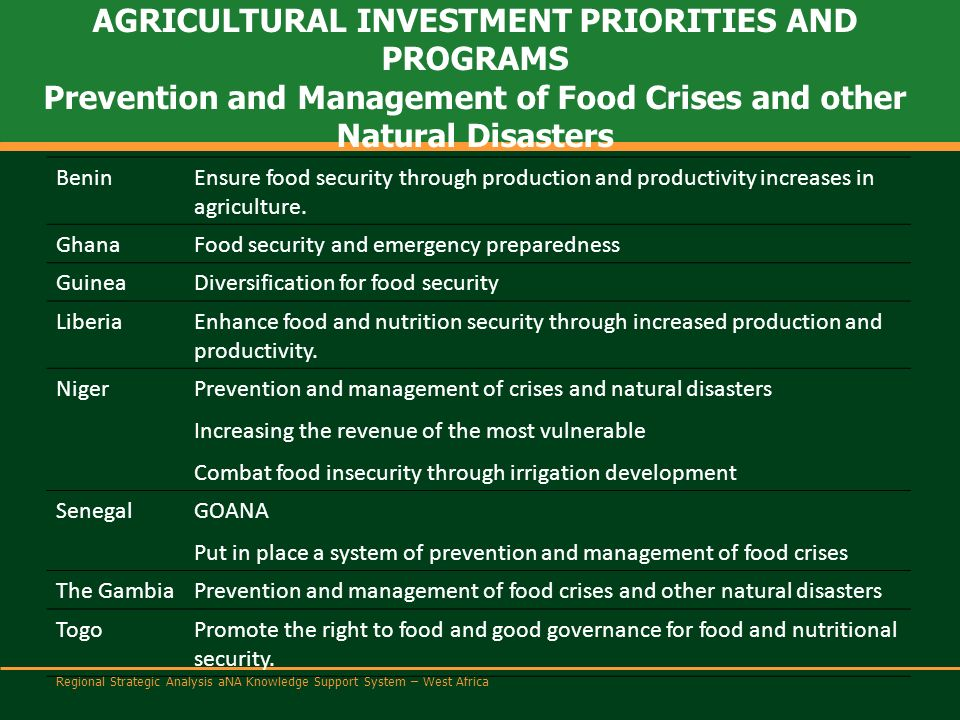 AGRICULTURAL INVESTMENT PRIORITIES AND
PROGRAMS
Prevention and Management of Food Crises and other
Natural Disasters
Benin Ensure food security through production and productivity increases in
agriculture.
Ghana Food security and emergency preparedness
Guinea Diversification for food security
Liberia Enhance food and nutrition security through increased production and
productivity.
Niger Prevention and management of crises and natural disasters
Increasing the revenue of the most vulnerable
Combat food insecurity through irrigation development
Senegal GOANA
Put in place a system of prevention and management of food crises
The Gambia Prevention and management of food crises and other natural disasters
Togo Promote the right to food and good governance for food and nutritional
security.
Regional Strategic Analysis aNA Knowledge Support System – West Africa